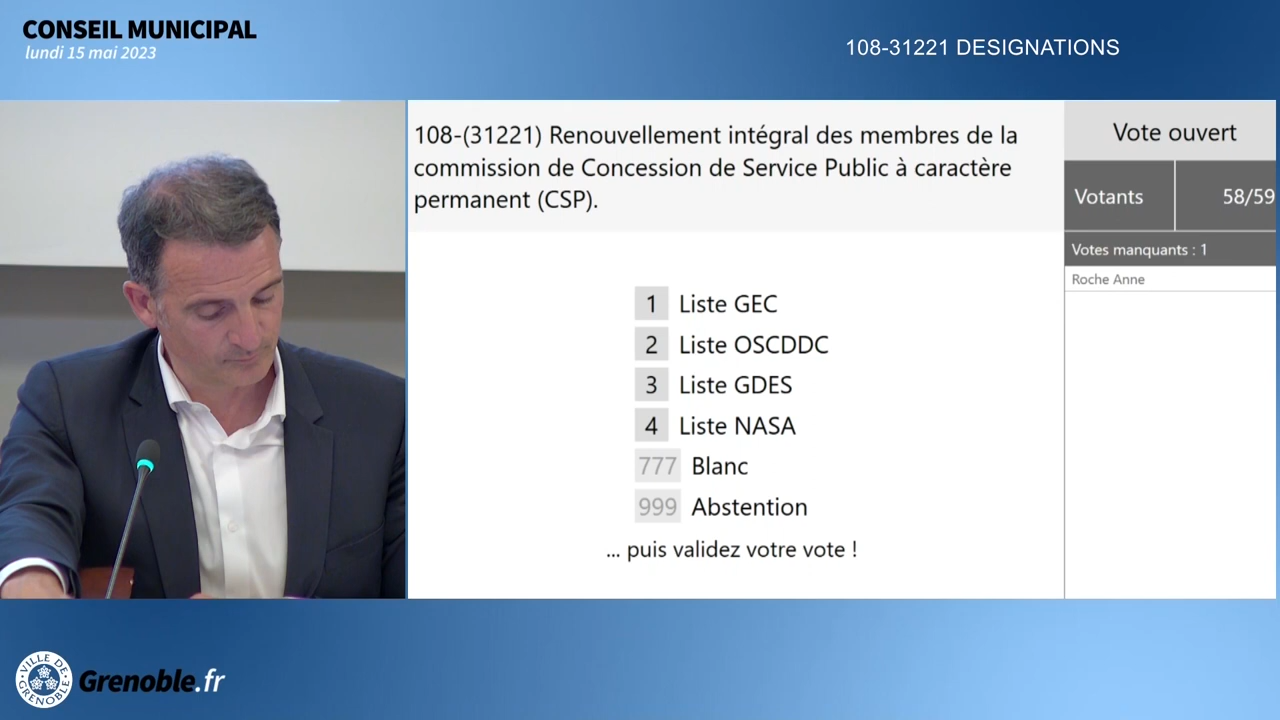 CONSEIL MUNICIPAL
lundi 15 mai 2023
108-31221 DESIGNATIONS
108-(31221) Renouvellement intégral des membres de la
commission de Concession de Service Public à caractère
permanent (CSP).
1 Liste GEC
2 Liste OSCDDC
3 Liste GDES
4 Liste NASA
777 Blanc
999 Abstention
... puis validez votre vote !
Vote ouvert
Votants 58/59
Votes manquants : 1
Roche Anne
VILLE DE GRENOBLE
Grenoble.fr